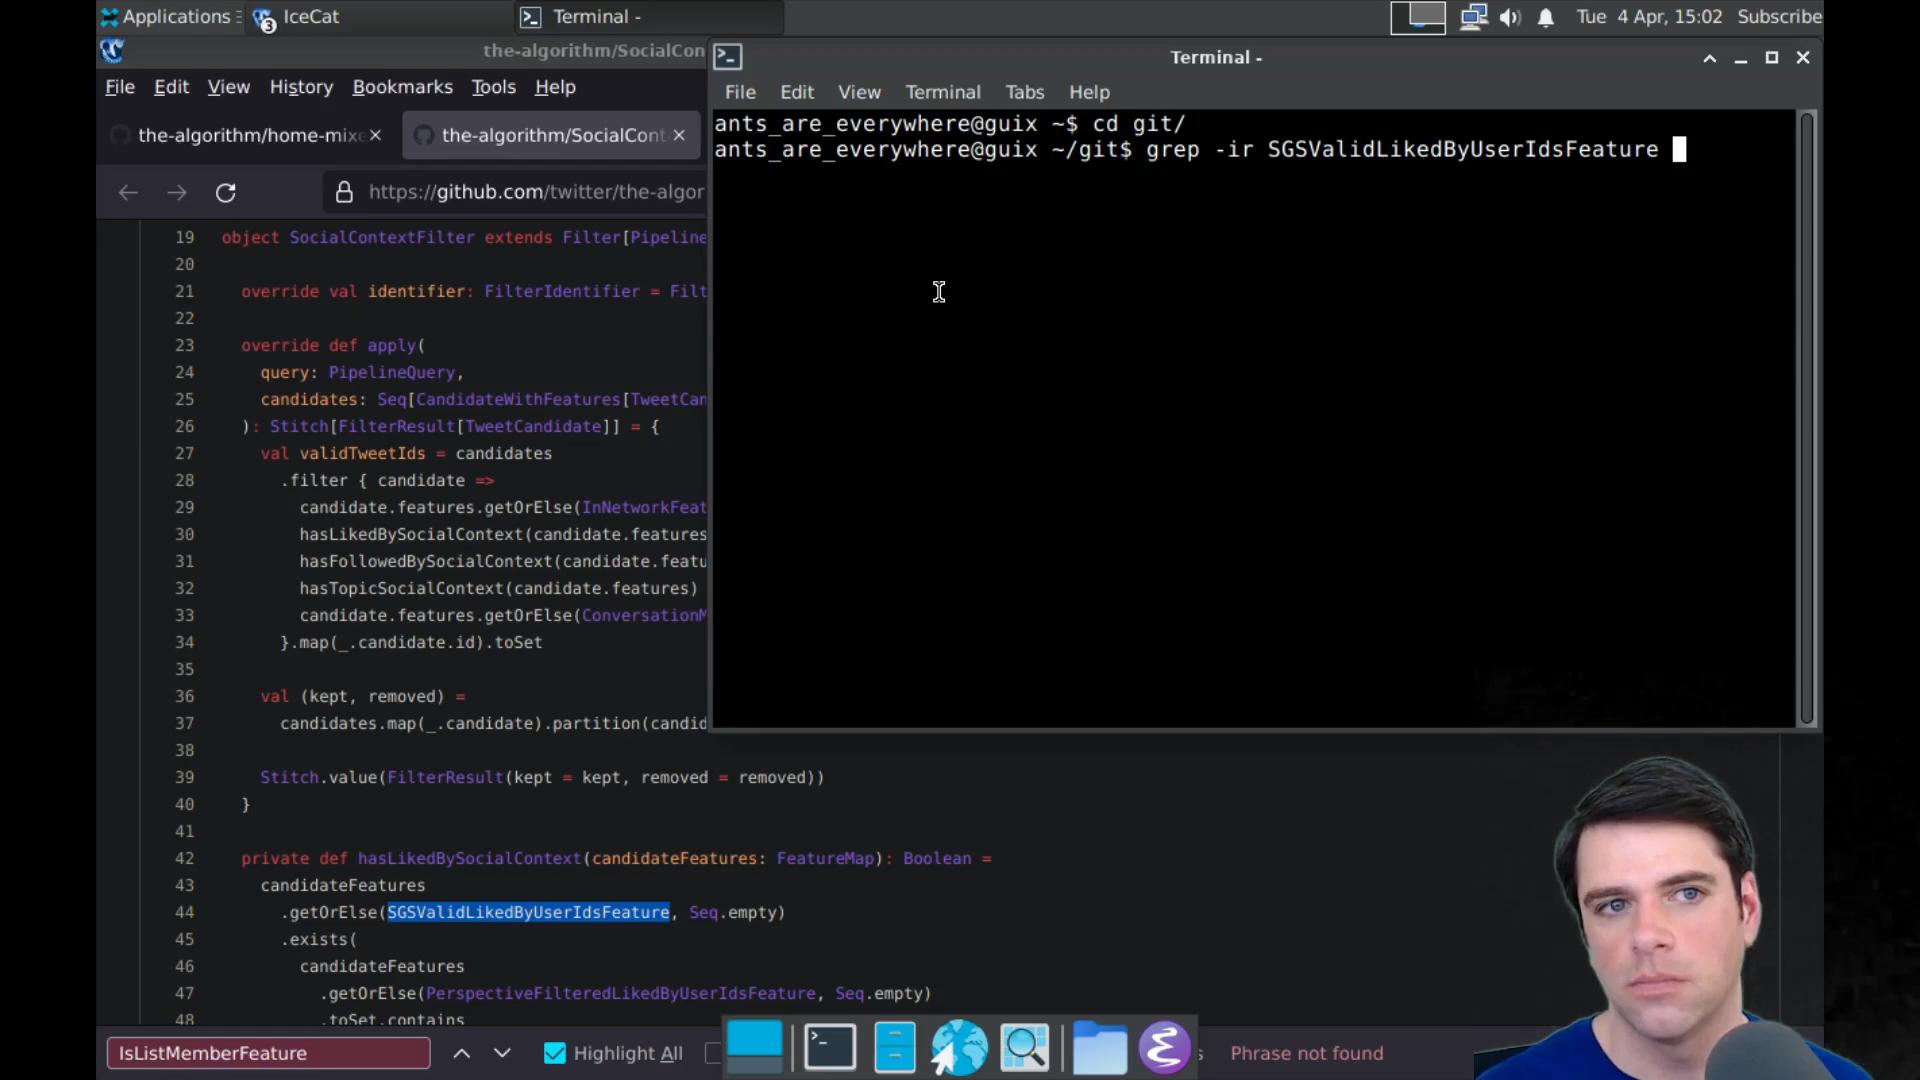 Applications
IceCat
3
Terminal -
Tue 4 Apr, 15:02
Subscribe
the-algorithm/SocialCon
File Edit View History Bookmarks Tools Help
the-algorithm/home-mixe
the-algorithm/SocialCont
https://github.com/twitter/the-algor
19 object SocialContextFilter extends Filter[Pipeline
20
21 override val identifier: FilterIdentifier = Filt
22
23 override def apply(
24 query: PipelineQuery,
25 candidates: Seq[CandidateWithFeatures[TweetCan
26 ): Stitch[FilterResult[TweetCandidate]] = {
27 val validTweetIds = candidates
28 .filter { candidate =>
29 candidate.features.getOrElse(InNetworkFeat
30 hasLikedBySocialContext(candidate.features
31 hasFollowedBySocialContext(candidate.featu
32 hasTopicSocialContext(candidate.features)
33 candidate.features.getOrElse(ConversationM
34 }.map(_.candidate.id).toSet
35
36 val (kept, removed) =
37 candidates.map(_.candidate).partition(candid
38
39 Stitch.value(FilterResult(kept = kept, removed = removed))
40 }
41
42 private def hasLikedBySocialContext(candidateFeatures: FeatureMap): Boolean =
43 candidateFeatures
44 .getOrElse(SGSValidLikedByUserIdsFeature, Seq.empty)
45 .exists(
46 candidateFeatures
47 .getOrElse(PerspectiveFilteredLikedByUserIdsFeature, Seq.empty)
48 .toSet.contains
IsListMemberFeature
Highlight All
Phrase not found
Terminal -
File Edit View Terminal Tabs Help
ants_are_everywhere@guix ~$ cd git/
ants_are_everywhere@guix ~/git$ grep -ir SGSValidLikedByUserIdsFeature